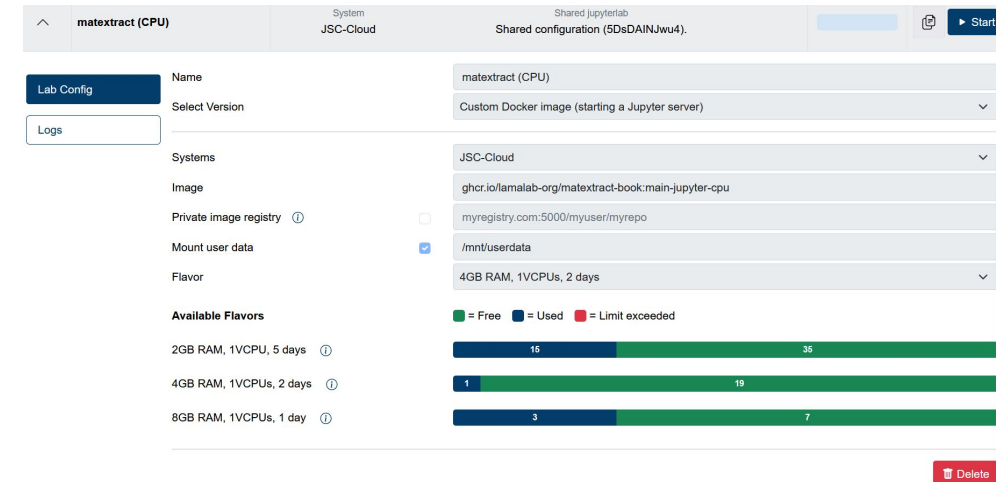 System
Shared jupyterlab
matextract (CPU)
JSC-Cloud
Shared configuration (5DsDAINJwu4).
Start
Lab Config
Logs
Name
matextract (CPU)
Select Version
Custom Docker image (starting a Jupyter server)
Systems
JSC-Cloud
Image
ghcr.io/lamalab-org/matextract-book:main-jupyter-cpu
Private image registry
myregistry.com:5000/myuser/myrepo
Mount user data
/mnt/userdata
Flavor
4GB RAM, 1VCPUs, 2 days
Available Flavors
= Free = Used = Limit exceeded
2GB RAM, 1VCPU, 5 days
15 35
4GB RAM, 1VCPUs, 2 days
1 19
8GB RAM, 1VCPUs, 1 day
3 7
Delete